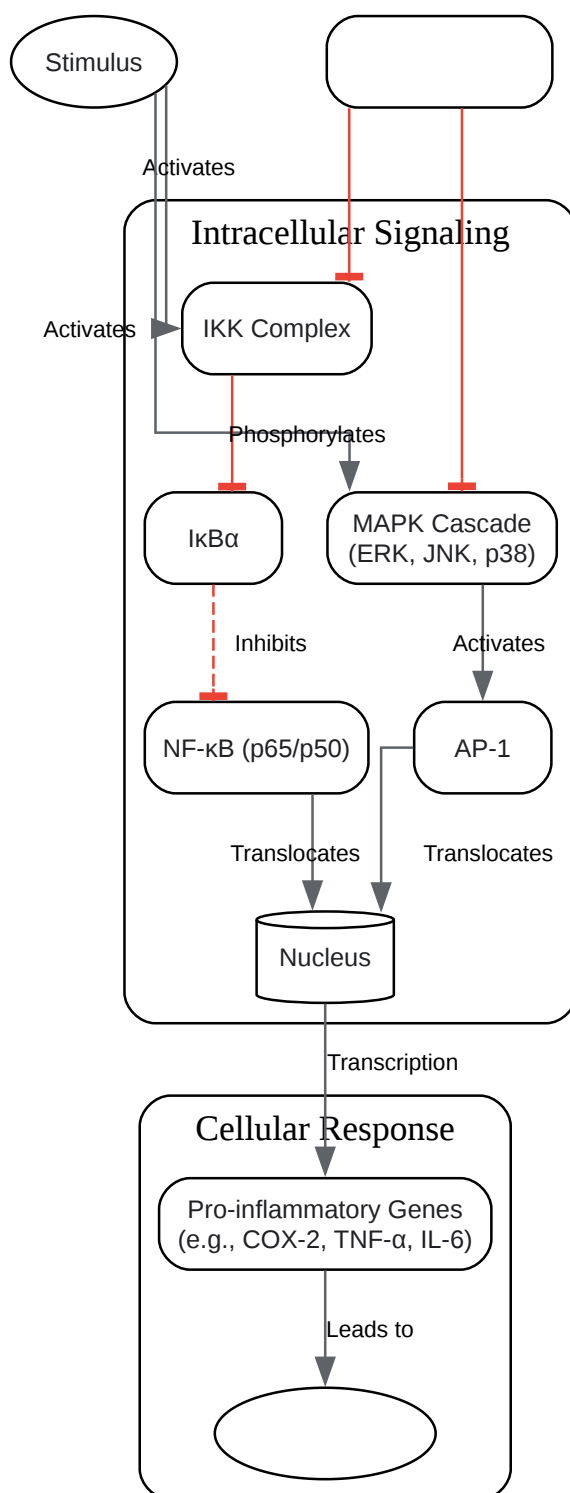 Stimulus
Activates
Intracellular Signaling
IKK Complex
Activates
Phosphorylates
IκBα
MAPK Cascade
(ERK, JNK, p38)
Inhibits
Activates
NF-κB (p65/p50)
AP-1
Translocates
Translocates
Nucleus
Transcription
Cellular Response
Pro-inflammatory Genes
(e.g., COX-2, TNF-α, IL-6)
Leads to